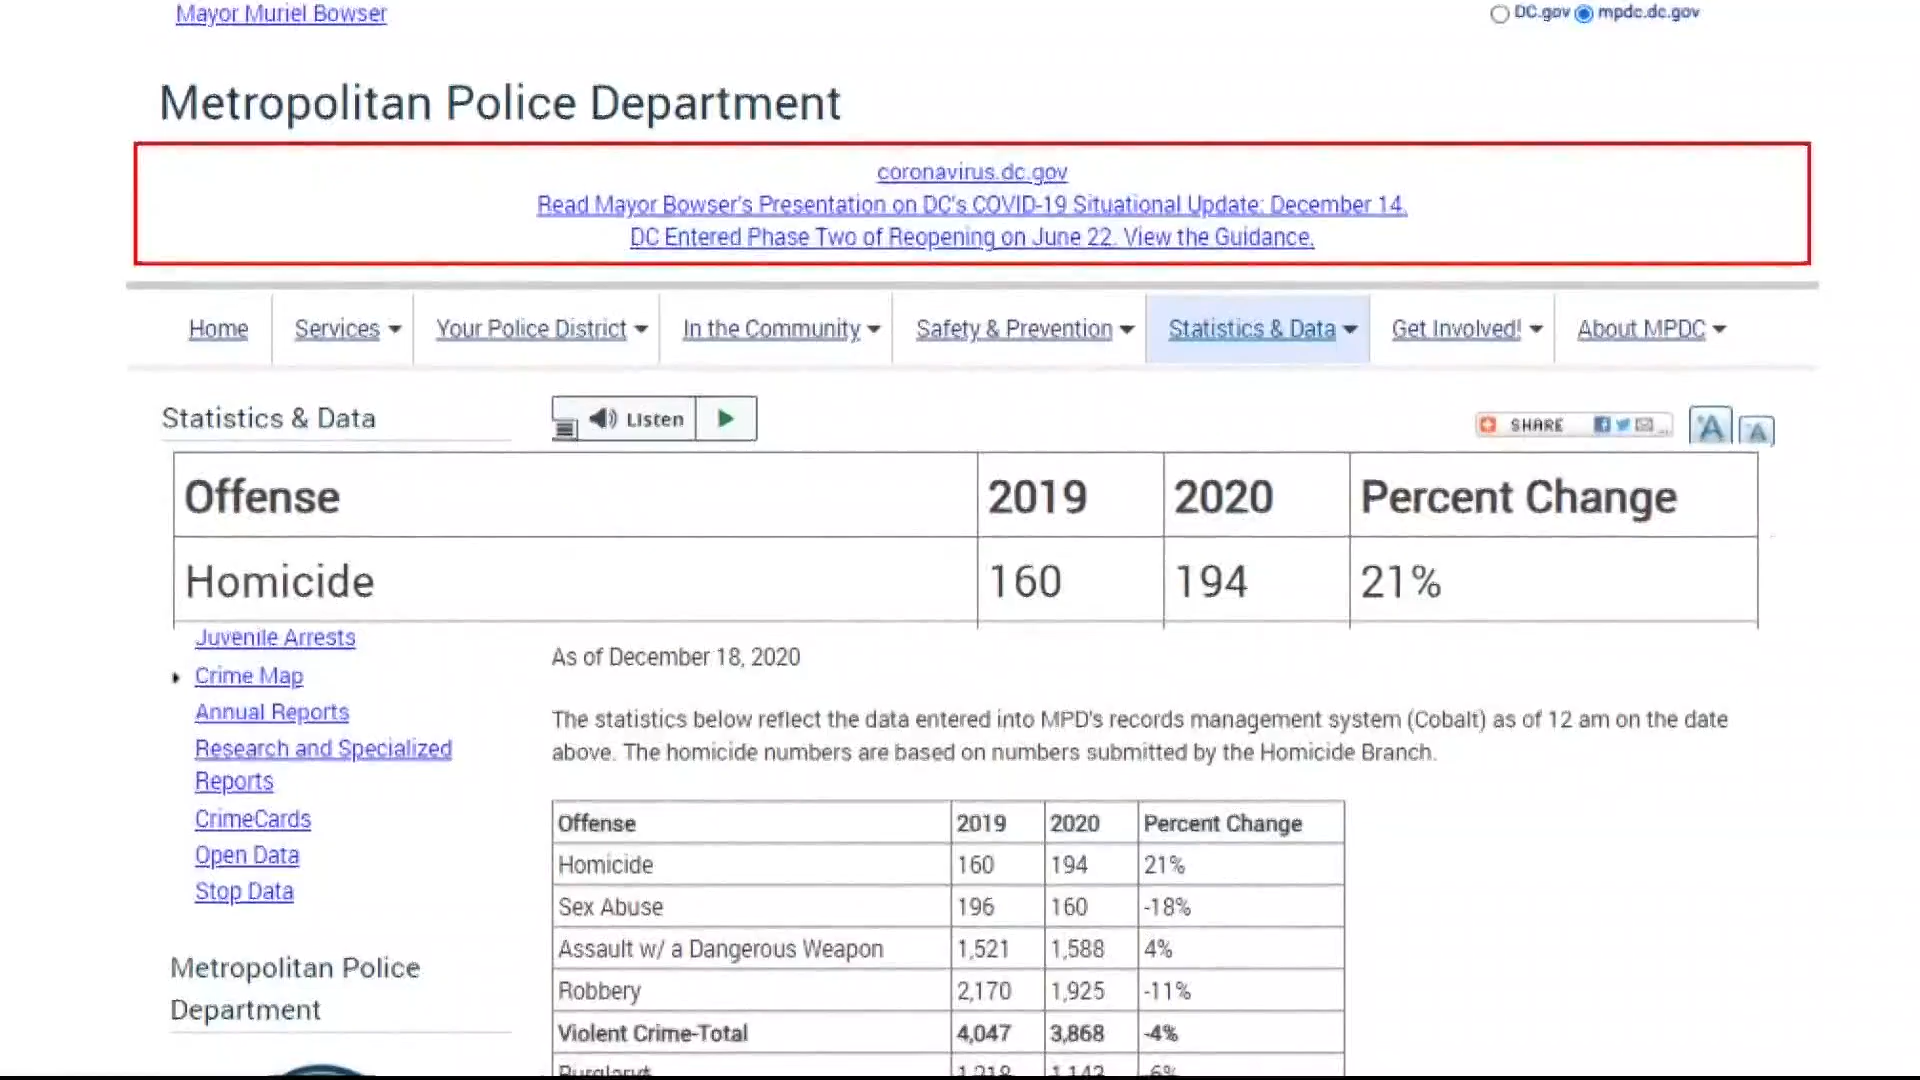 Mayor Muriel Bowser
DC.gov mpdc.dc.gov
Metropolitan Police Department
coronavirus.dc.gov
Read Mayor Bowser's Presentation on DC's COVID-19 Situational Update: December 14.
DC Entered Phase Two of Reopening on June 22. View the Guidance.
Home Services Your Police District In the Community Safety & Prevention Statistics & Data Get Involved! About MPDC
Statistics & Data
Listen
SHARE
A A
Offense 2019 2020 Percent Change
Homicide 160 194 21%
Juvenile Arrests
Crime Map
Annual Reports
Research and Specialized
Reports
CrimeCards
Open Data
Stop Data
Metropolitan Police
Department
As of December 18, 2020
The statistics below reflect the data entered into MPD's records management system (Cobalt) as of 12 am on the date
above. The homicide numbers are based on numbers submitted by the Homicide Branch.
Offense 2019 2020 Percent Change
Homicide 160 194 21%
Sex Abuse 196 160 -18%
Assault w/ a Dangerous Weapon 1,521 1,588 4%
Robbery 2,170 1,925 -11%
Violent Crime-Total 4,047 3,868 -4%